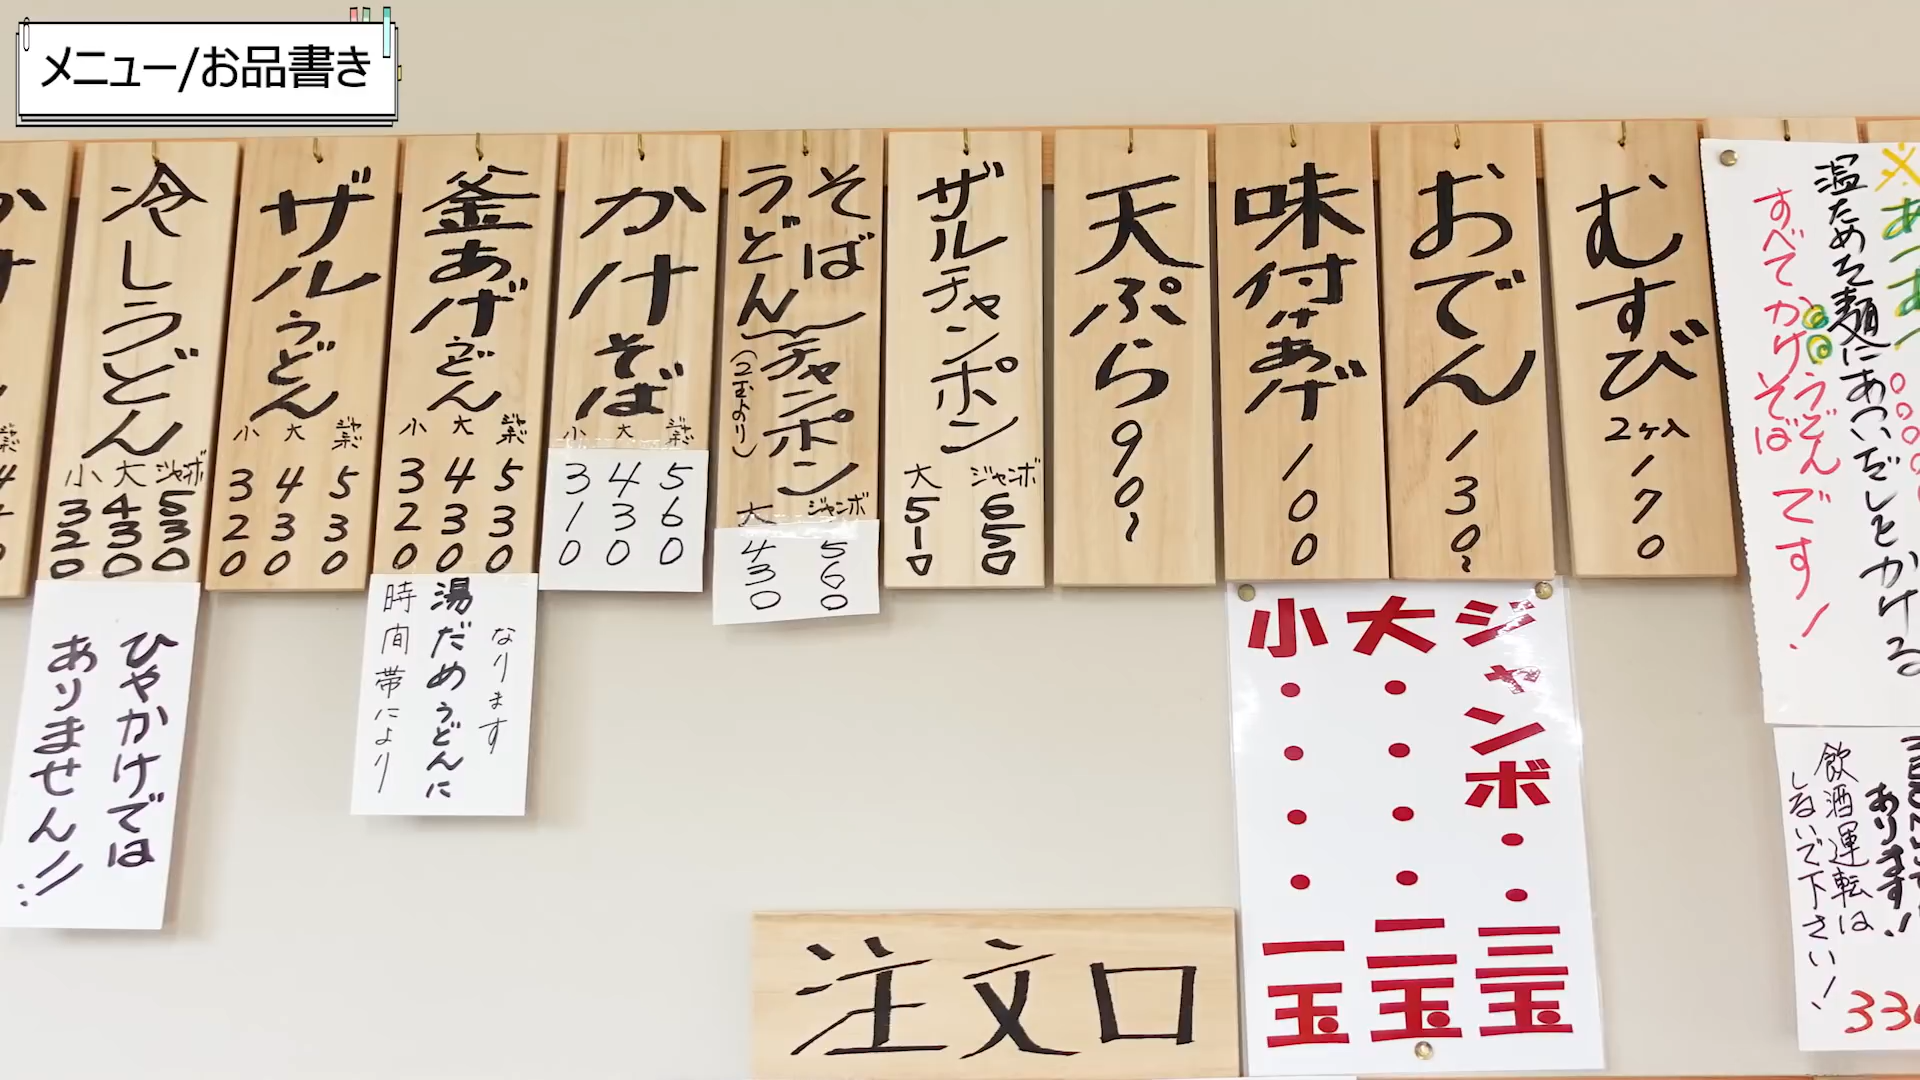 メニュー/お品書き
冷しうどん
小 大 ジャンボ
320 430 530
ひやかけでは
ありません!!
ザルうどん
小 大 ジャンボ
320 430 530
釜あげうどん
小 大 ジャンボ
320 430 530
時間帯により
湯だめうどんに
なります
かけそば
小 大 ジャンボ
310 430 560
そば
うどん
チャンポン
(2玉より)
大 ジャンボ
430 560
ザルチャンポン
大 ジャンボ
510 650
天ぷら 90~
味付けあげ 100
おでん 130~
むすび 2ケ入 170
小・・・・一玉
大・・・・二玉
ジャンボ・・三玉
注文口
温めた麺にあついだしとかける
かけうどん
すべてかけそばです!
あります!
飲酒運転は
しないで下さい!